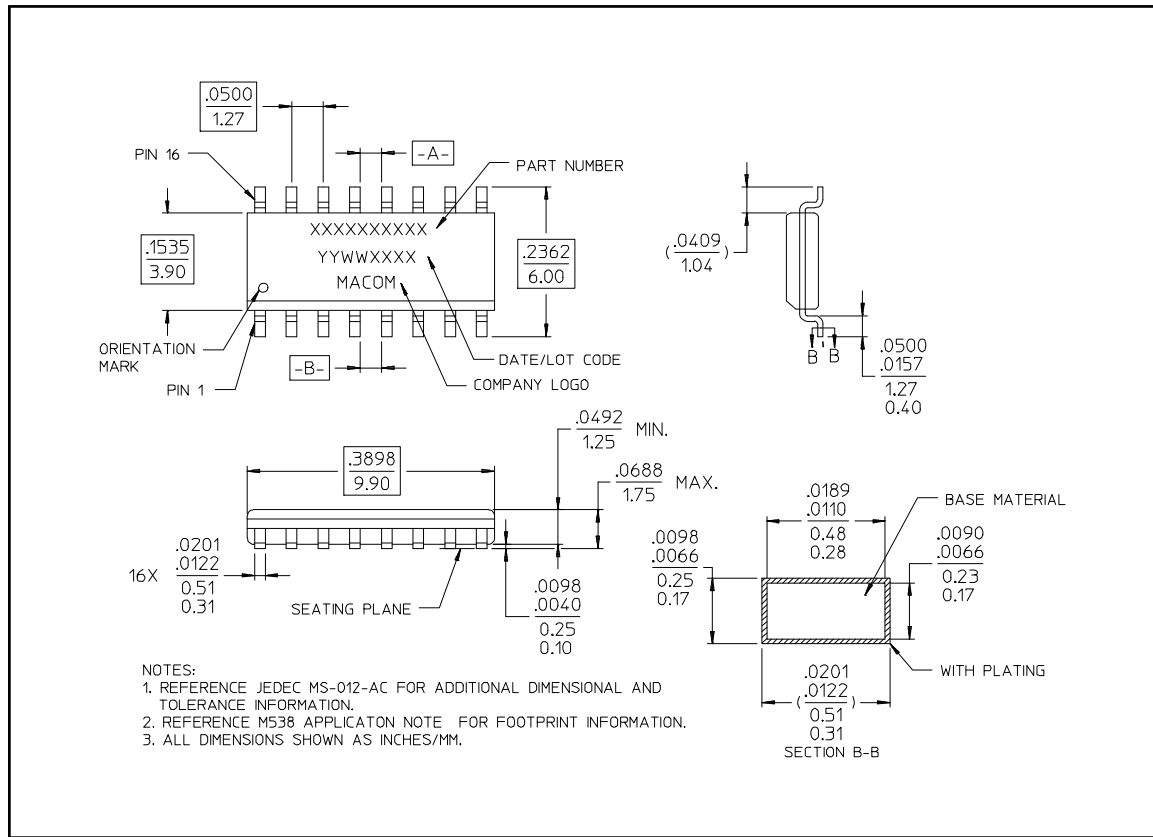 .0500
1.27
PIN 16
-A-
PART NUMBER
XXXXXXXXXX
YYWWXXXX
MACOM
.1535
3.90
.2362
6.00
ORIENTATION
MARK
PIN 1
-B-
DATE/LOT CODE
COMPANY LOGO
( .0409 )
1.04
B B
.0500
.0157
1.27
0.40
.3898
9.90
.0492 MIN.
1.25
.0688 MAX.
1.75
16X
.0201
.0122
0.51
0.31
SEATING PLANE
.0098
.0040
0.25
0.10
.0189
.0110
0.48
0.28
BASE MATERIAL
.0098
.0066
0.25
0.17
.0090
.0066
0.23
0.17
WITH PLATING
.0201
( .0122 )
0.51
0.31
SECTION B-B
NOTES:
1. REFERENCE JEDEC MS-012-AC FOR ADDITIONAL DIMENSIONAL AND
TOLERANCE INFORMATION.
2. REFERENCE M538 APPLICATON NOTE FOR FOOTPRINT INFORMATION.
3. ALL DIMENSIONS SHOWN AS INCHES/MM.